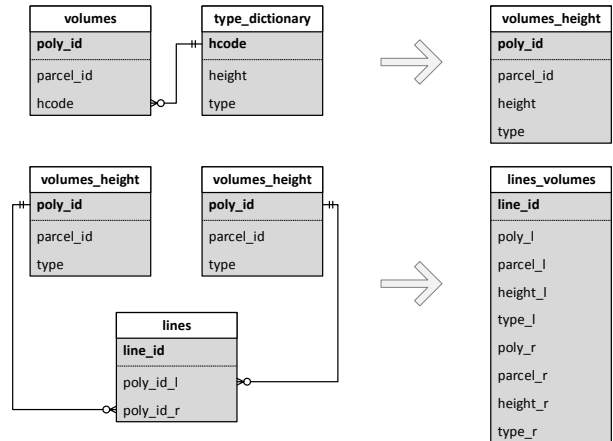 volumes
poly_id
parcel_id
hcode
type_dictionary
hcode
height
type
volumes_height
poly_id
parcel_id
height
type
volumes_height
poly_id
parcel_id
type
volumes_height
poly_id
parcel_id
type
lines
line_id
poly_id_l
poly_id_r
lines_volumes
line_id
poly_l
parcel_l
height_l
type_l
poly_r
parcel_r
height_r
type_r